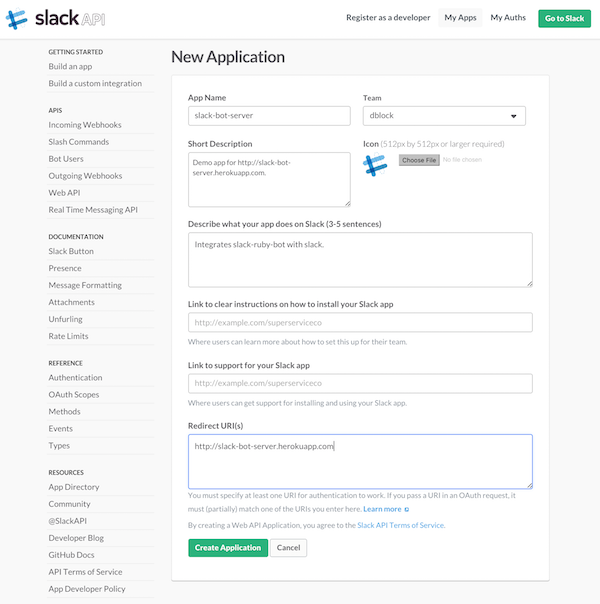 slack API
Register as a developer
My Apps
My Auths
Go to Slack
GETTING STARTED
Build an app
Build a custom integration
APIS
Incoming Webhooks
Slash Commands
Bot Users
Outgoing Webhooks
Web API
Real Time Messaging API
DOCUMENTATION
Slack Button
Presence
Message Formatting
Attachments
Unfurling
Rate Limits
REFERENCE
Authentication
OAuth Scopes
Methods
Events
Types
RESOURCES
App Directory
Community
@SlackAPI
Developer Blog
GitHub Docs
API Terms of Service
App Developer Policy
New Application
App Name
slack-bot-server
Team
dblock
Short Description
Demo app for http://slack-bot-
server.herokuapp.com.
Icon (512px by 512px or larger required)
Choose File No file chosen
Describe what your app does on Slack (3-5 sentences)
Integrates slack-ruby-bot with slack.
Link to clear instructions on how to install your Slack app
http://example.com/superserviceco
Where users can learn more about how to set this up for their team.
Link to support for your Slack app
http://example.com/superserviceco
Where users can get support for installing and using your Slack app.
Redirect URI(s)
http://slack-bot-server.herokuapp.com
You must specify at least one URI for authentication to work. If you pass a URI in an OAuth request, it
must (partially) match one of the URIs you enter here. Learn more
By creating a Web API Application, you agree to the Slack API Terms of Service.
Create Application
Cancel